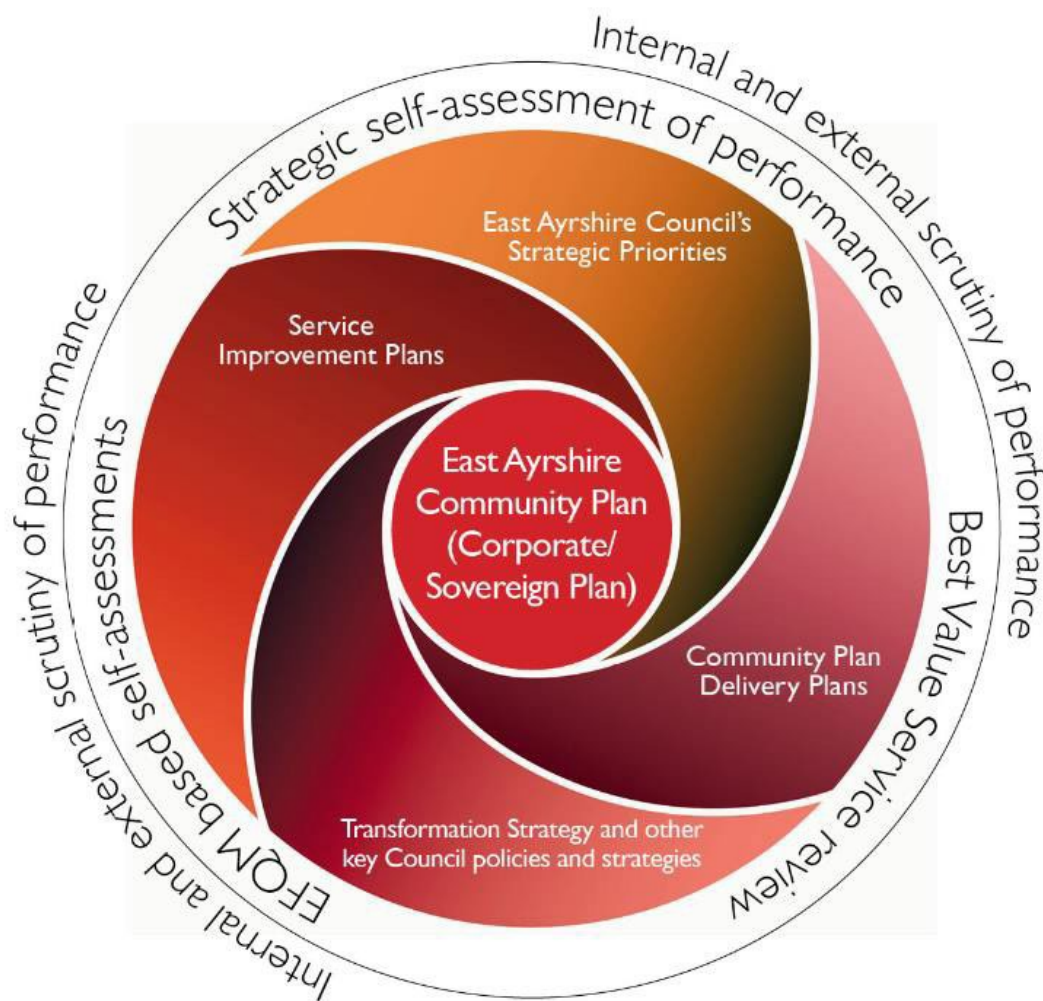 Internal and external scrutiny of performance
Strategic self-assessment of performance
East Ayrshire Council's
Strategic Priorities
Service
Improvement Plans
East Ayrshire
Community Plan
(Corporate/
Sovereign Plan)
Community Plan
Delivery Plans
Transformation Strategy and other
key Council policies and strategies
Best Value Service review
EFQM based self-assessments
Internal and external scrutiny of performance